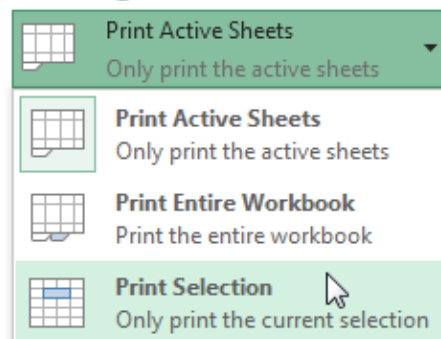 Print Active Sheets
Only print the active sheets
Print Active Sheets
Only print the active sheets
Print Entire Workbook
Print the entire workbook
Print Selection
Only print the current selection